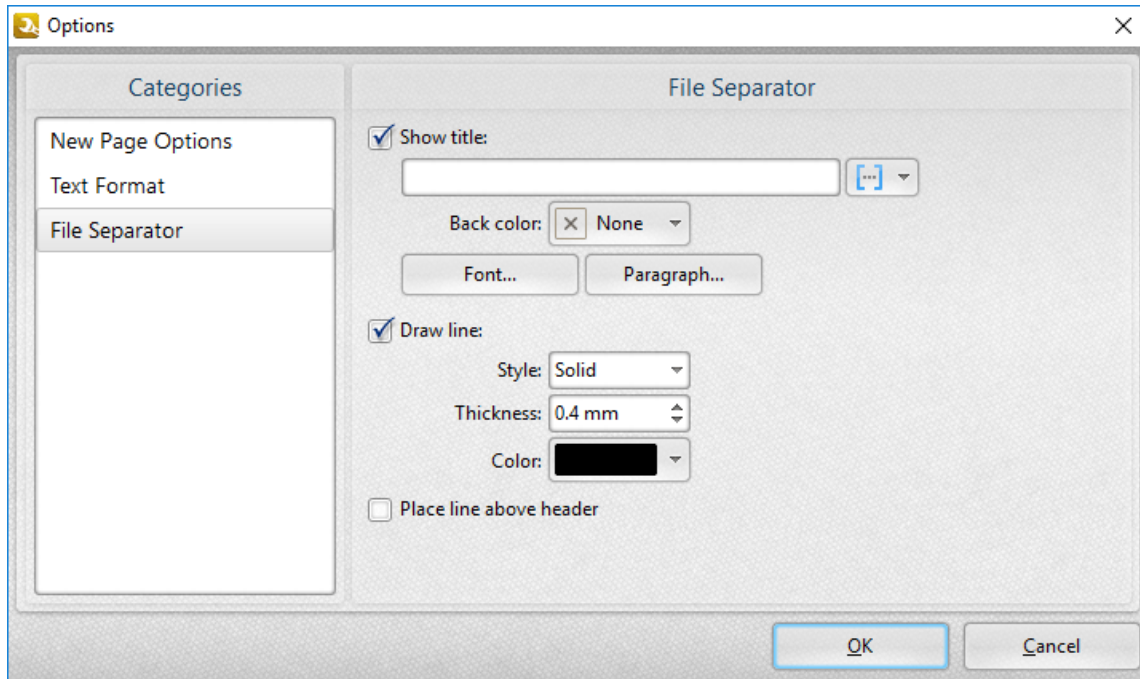 Options
Categories
New Page Options
Text Format
File Separator
File Separator
Show title:
Back color: None
Font... Paragraph...
Draw line:
Style: Solid
Thickness: 0.4 mm
Color:
Place line above header
OK Cancel